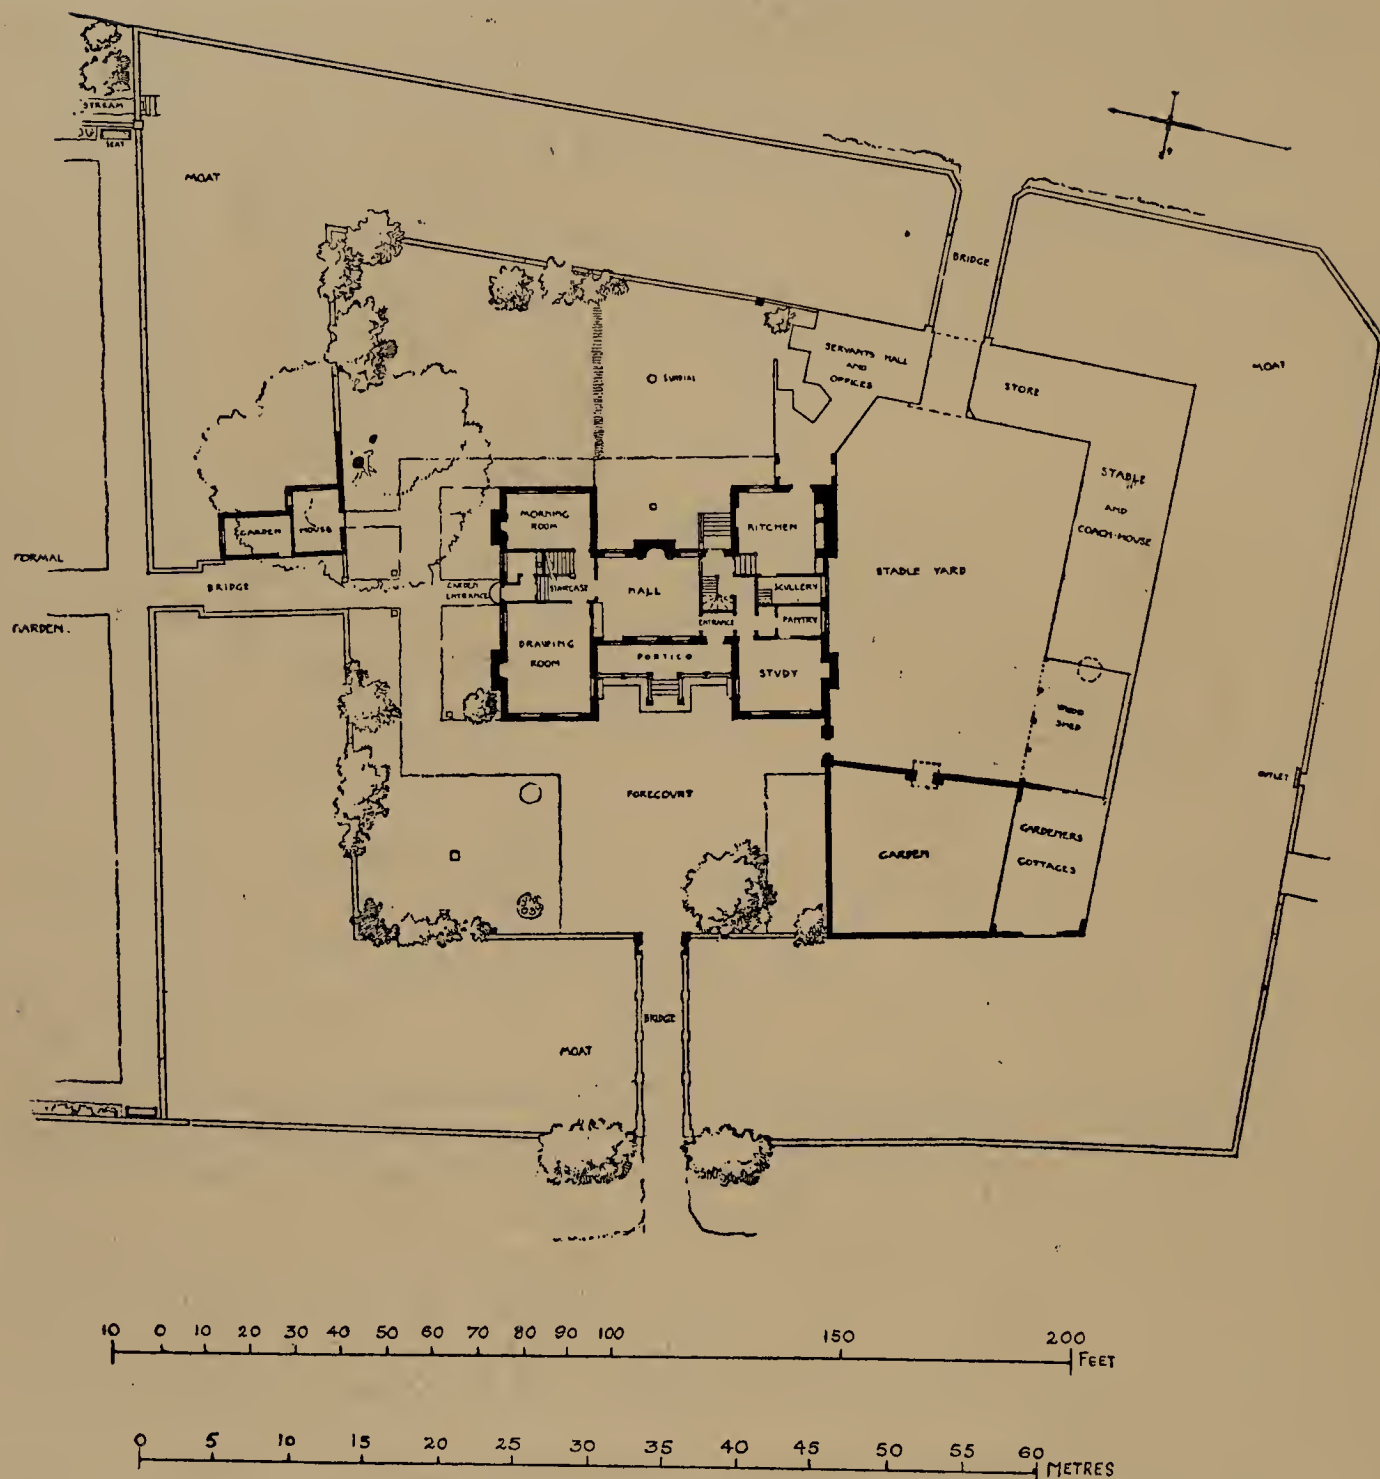 STREAM
SEAT
MOAT
BRIDGE
SERVANTS HALL
AND
OFFICES
STORE
MOAT
SUNDIAL
STABLE
AND
COACH-HOUSE
MORNING
ROOM
KITCHEN
GARDEN HOUSE
FORMAL
GARDEN.
BRIDGE
GARDEN
ENTRANCE
STAIRCASE
HALL
SCULLERY
STABLE YARD
ENTRANCE
PANTRY
DRAWING
ROOM
PORTICO
STUDY
WOOD
SHED
OUTLET
FORECOURT
GARDEN
GARDENERS
COTTAGES
BRIDGE
MOAT
10 0 10 20 30 40 50 60 70 80 90 100 150 200
FEET
0 5 10 15 20 25 30 35 40 45 50 55 60
METRES